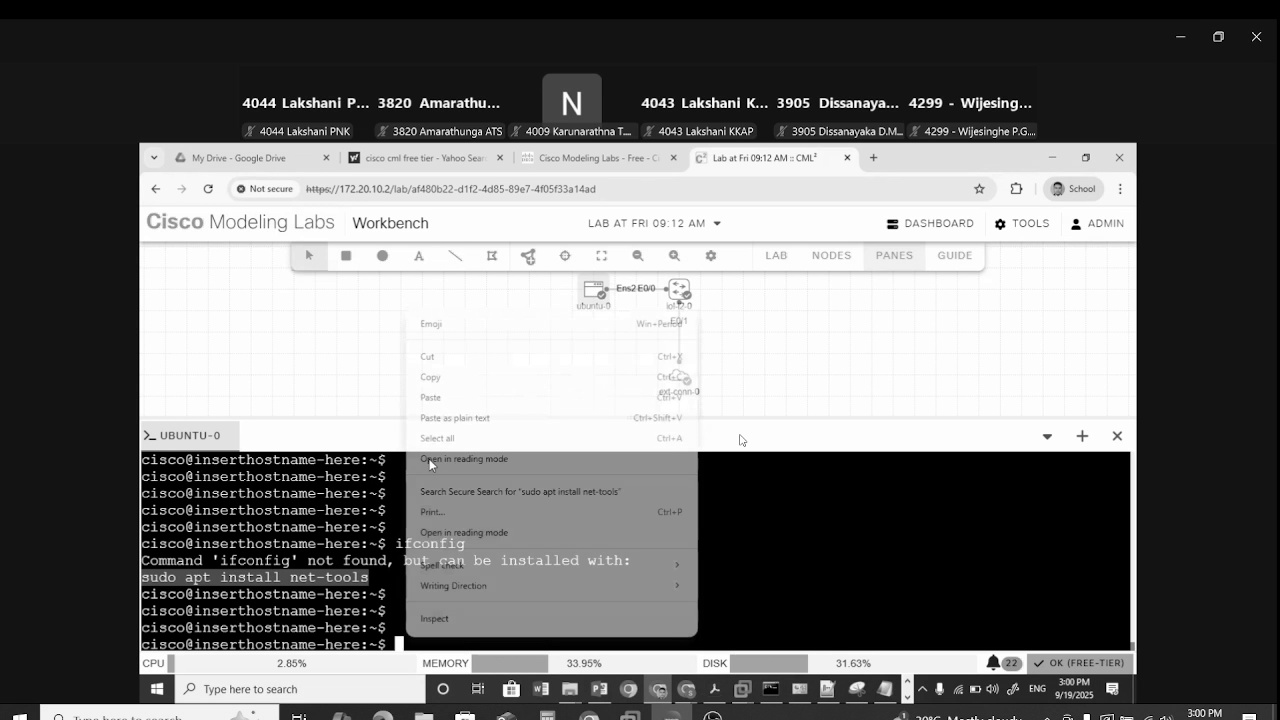 4044 Lakshani P... 3820 Amarathu... N 4043 Lakshani K... 3905 Dissanaya... 4299 - Wijesing...
4044 Lakshani PNK 3820 Amarathunga ATS 4009 Karunarathna T... 4043 Lakshani KKAP 3905 Dissanayaka D.M... 4299 - Wijesinghe P.G....
My Drive - Google Drive cisco cml free tier - Yahoo Sear Cisco Modeling Labs - Free - Ci Lab at Fri 09:12 AM :: CML²
Not secure https://172.20.10.2/lab/af480b22-d1f2-4d85-89e7-4f05f33a14ad School
Cisco Modeling Labs Workbench LAB AT FRI 09:12 AM DASHBOARD TOOLS ADMIN
A LAB NODES PANES GUIDE
Ens2 E0/0
ubuntu-0 iol-l2-0
E0/1
Emoji Win+Period
Cut Ctrl+X
Copy Ctrl+C
ext-conn-0
Paste Ctrl+V
Paste as plain text Ctrl+Shift+V
Select all Ctrl+A
Open in reading mode
Search Secure Search for "sudo apt install net-tools"
Print... Ctrl+P
Open in reading mode
Spell check
Writing Direction
Inspect
UBUNTU-0
cisco@inserthostname-here:~$
cisco@inserthostname-here:~$
cisco@inserthostname-here:~$
cisco@inserthostname-here:~$
cisco@inserthostname-here:~$
cisco@inserthostname-here:~$ ifconfig
Command 'ifconfig' not found, but can be installed with:
sudo apt install net-tools
cisco@inserthostname-here:~$
cisco@inserthostname-here:~$
cisco@inserthostname-here:~$
cisco@inserthostname-here:~$
CPU 2.85% MEMORY 33.95% DISK 31.63% 22 OK (FREE-TIER)
Type here to search ENG 3:00 PM
9/19/2025
Type here to search Mostly cloudy 3:00 PM